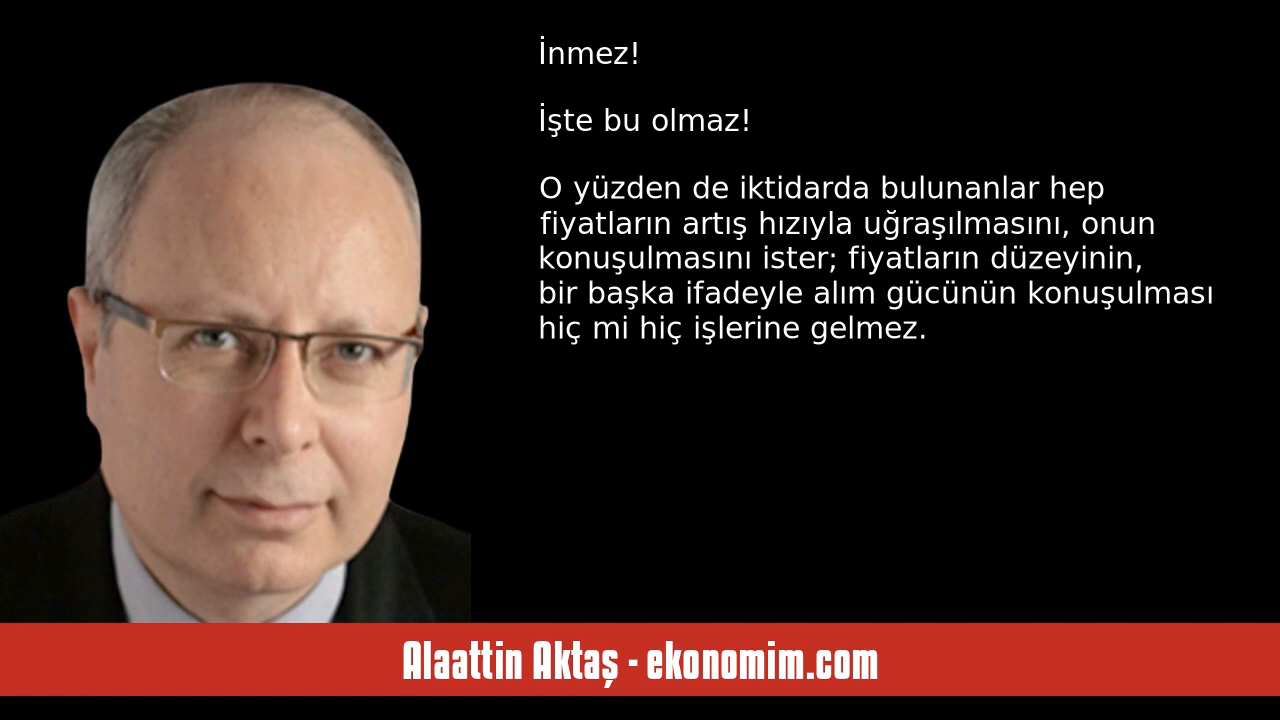 İnmez!
İşte bu olmaz!
O yüzden de iktidarda bulunanlar hep
fiyatların artış hızıyla uğraşılmasını, onun
konuşulmasını ister; fiyatların düzeyinin,
bir başka ifadeyle alım gücünün konuşulması
hiç mi hiç işlerine gelmez.
Alaattin Aktaş - ekonomim.com